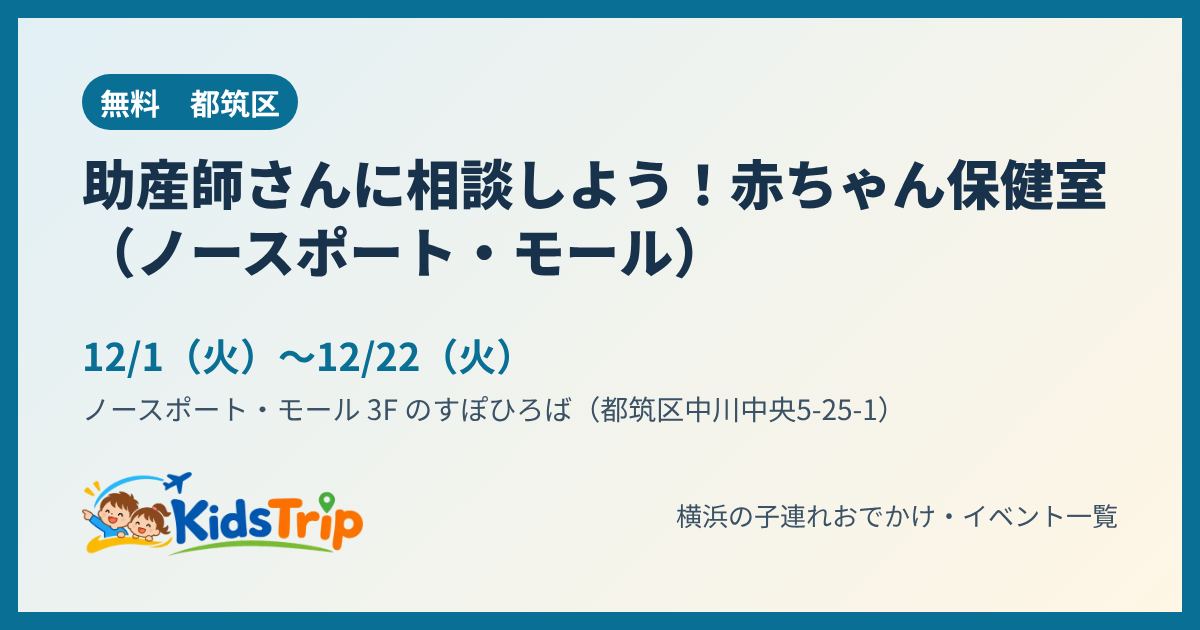 無料　都筑区
助産師さんに相談しよう！赤ちゃん保健室
（ノースポート・モール）
12/1（火）〜12/22（火）
ノースポート・モール 3F のすぽひろば（都筑区中川中央5-25-1）
KidsTrip
横浜の子連れおでかけ・イベント一覧